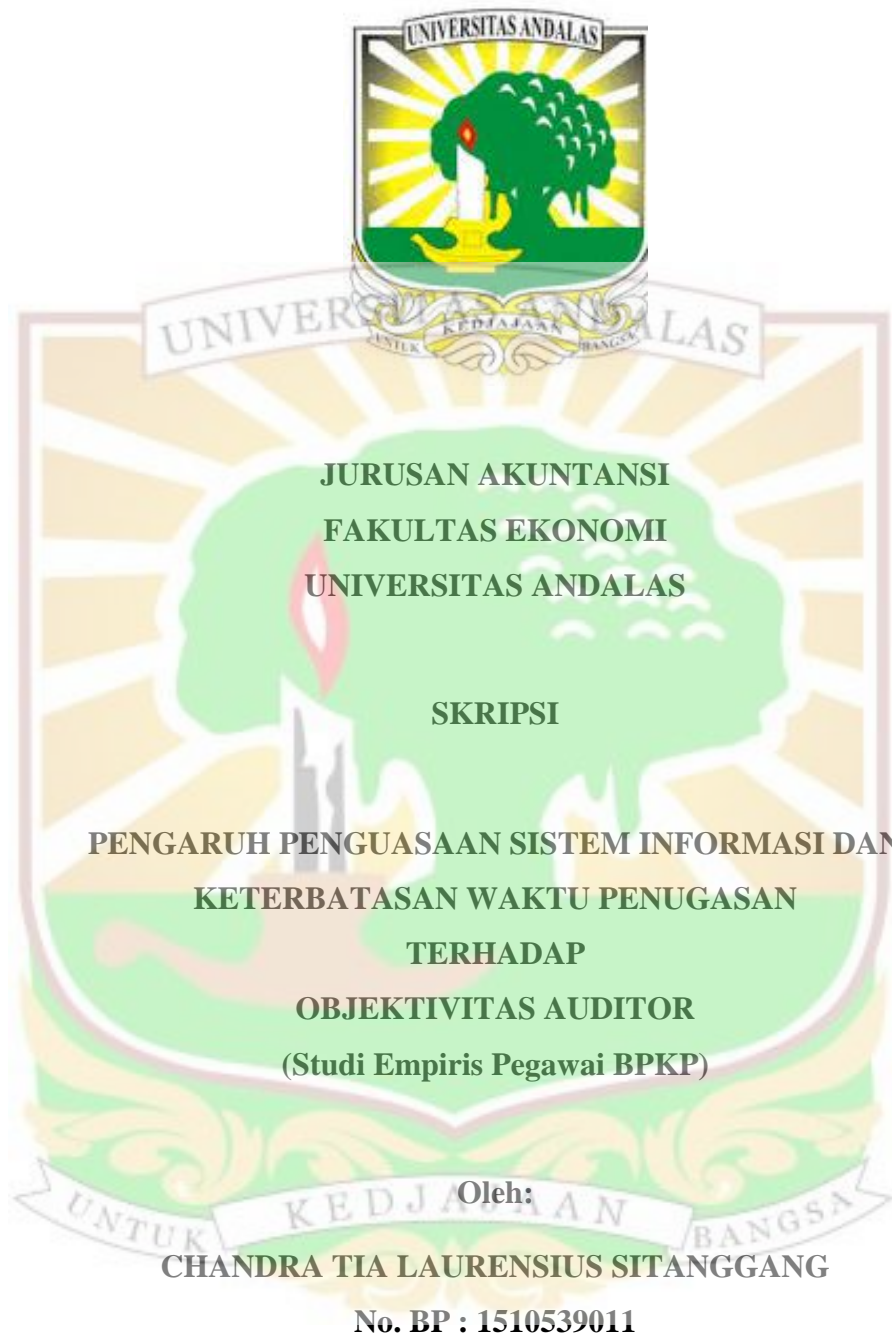 UNIVERSITAS ANDALAS
UNTUK KEDJAJAAN BANGSA
UNIVERSITAS ANDALAS
JURUSAN AKUNTANSI
FAKULTAS EKONOMI
UNIVERSITAS ANDALAS
SKRIPSI
PENGARUH PENGUASAAN SISTEM INFORMASI DAN
KETERBATASAN WAKTU PENUGASAN
TERHADAP
OBJEKTIVITAS AUDITOR
(Studi Empiris Pegawai BPKP)
Oleh:
UNTUK KEDJAJAAN BANGSA
CHANDRA TIA LAURENSIUS SITANGGANG
No. BP : 1510539011